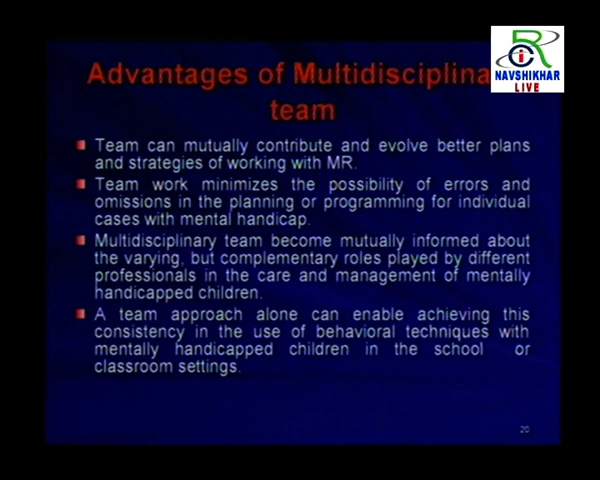 NAVSHIKHAR
LIVE
Advantages of Multidisciplina
team
Team can mutually contribute and evolve better plans
and strategies of working with MR.
Team work minimizes the possibility of errors and
omissions in the planning or programming for individual
cases with mental handicap.
Multidisciplinary team become mutually informed about
the varying, but complementary roles played by different
professionals in the care and management of mentally
handicapped children.
A team approach alone can enable achieving this
consistency in the use of behavioral techniques with
mentally handicapped children in the school or
classroom settings.
20